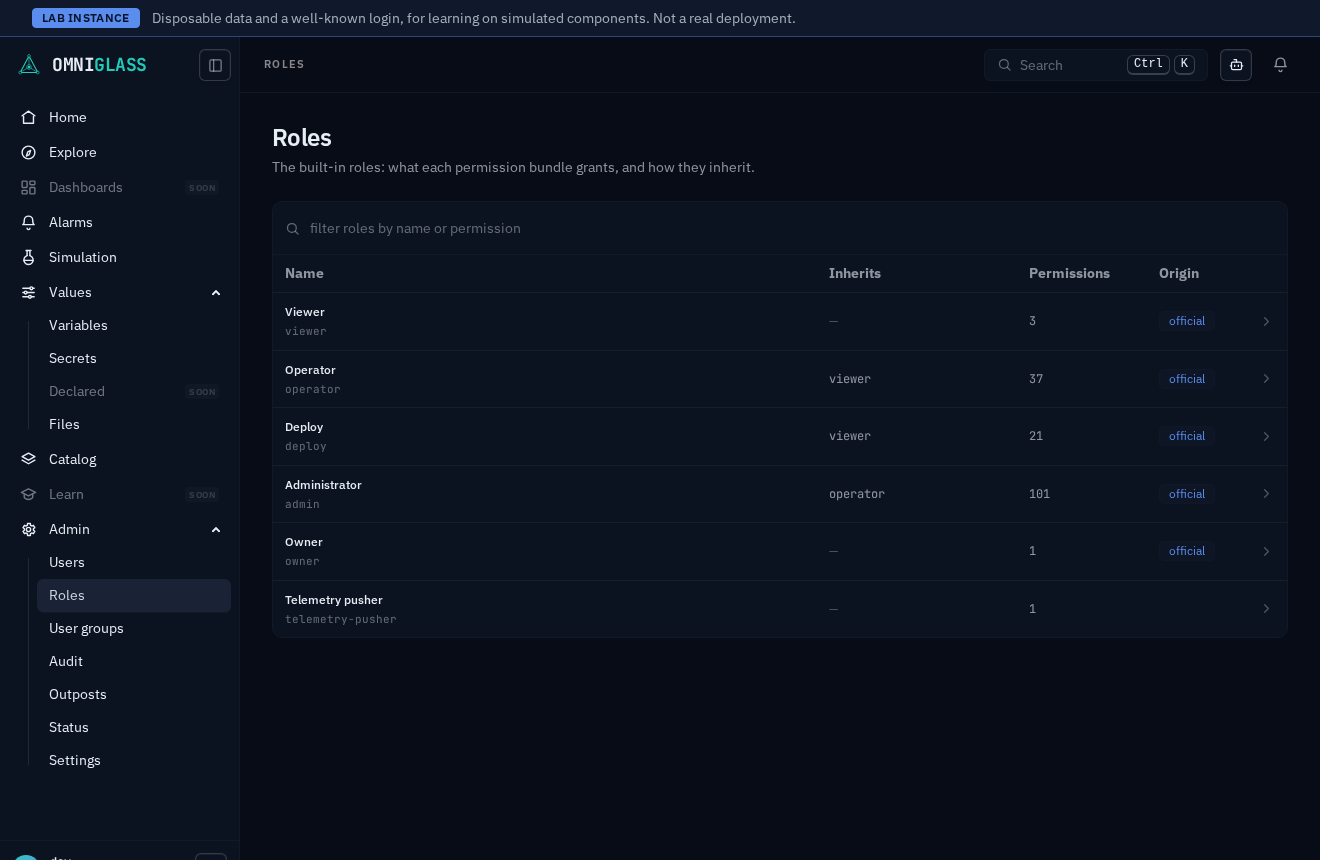 LAB INSTANCE Disposable data and a well-known login, for learning on simulated components. Not a real deployment.
OMNIGLASS
ROLES
Search Ctrl K
Home
Explore
Dashboards SOON
Alarms
Simulation
Values
Variables
Secrets
Declared SOON
Files
Catalog
Learn SOON
Admin
Users
Roles
User groups
Audit
Outposts
Status
Settings
Roles
The built-in roles: what each permission bundle grants, and how they inherit.
filter roles by name or permission
Name Inherits Permissions Origin
Viewer
viewer — 3 official
Operator
operator viewer 37 official
Deploy
deploy viewer 21 official
Administrator
admin operator 101 official
Owner
owner — 1 official
Telemetry pusher
telemetry-pusher — 1